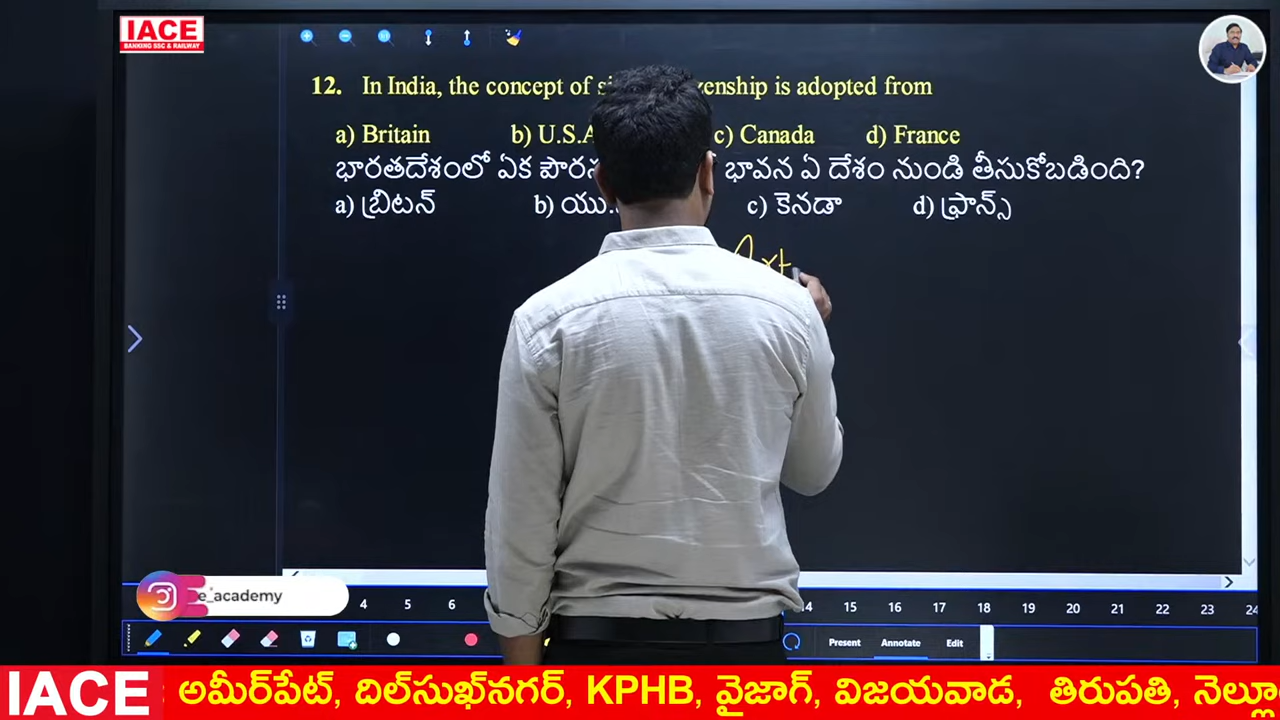 IACE
BANKING SSC & RAILWAY
12. In India, the concept of enship is adopted from
a) Britain b) U.S.A c) Canada d) France
భారతదేశంలో ఏక భావన ఏ దేశం నుండి తీసుకోబడింది?
a) బ్రిటన్ b) యు. c) కెనడా d) ఫ్రాన్స్
e_academy
4 5 6 14 15 16 17 18 19 20 21 22 23 24
Present Annotate Edit
IACE అమీర్‌పేట్, దిల్‌సుఖ్‌నగర్, KPHB, వైజాగ్, విజయవాడ, తిరుపతి,